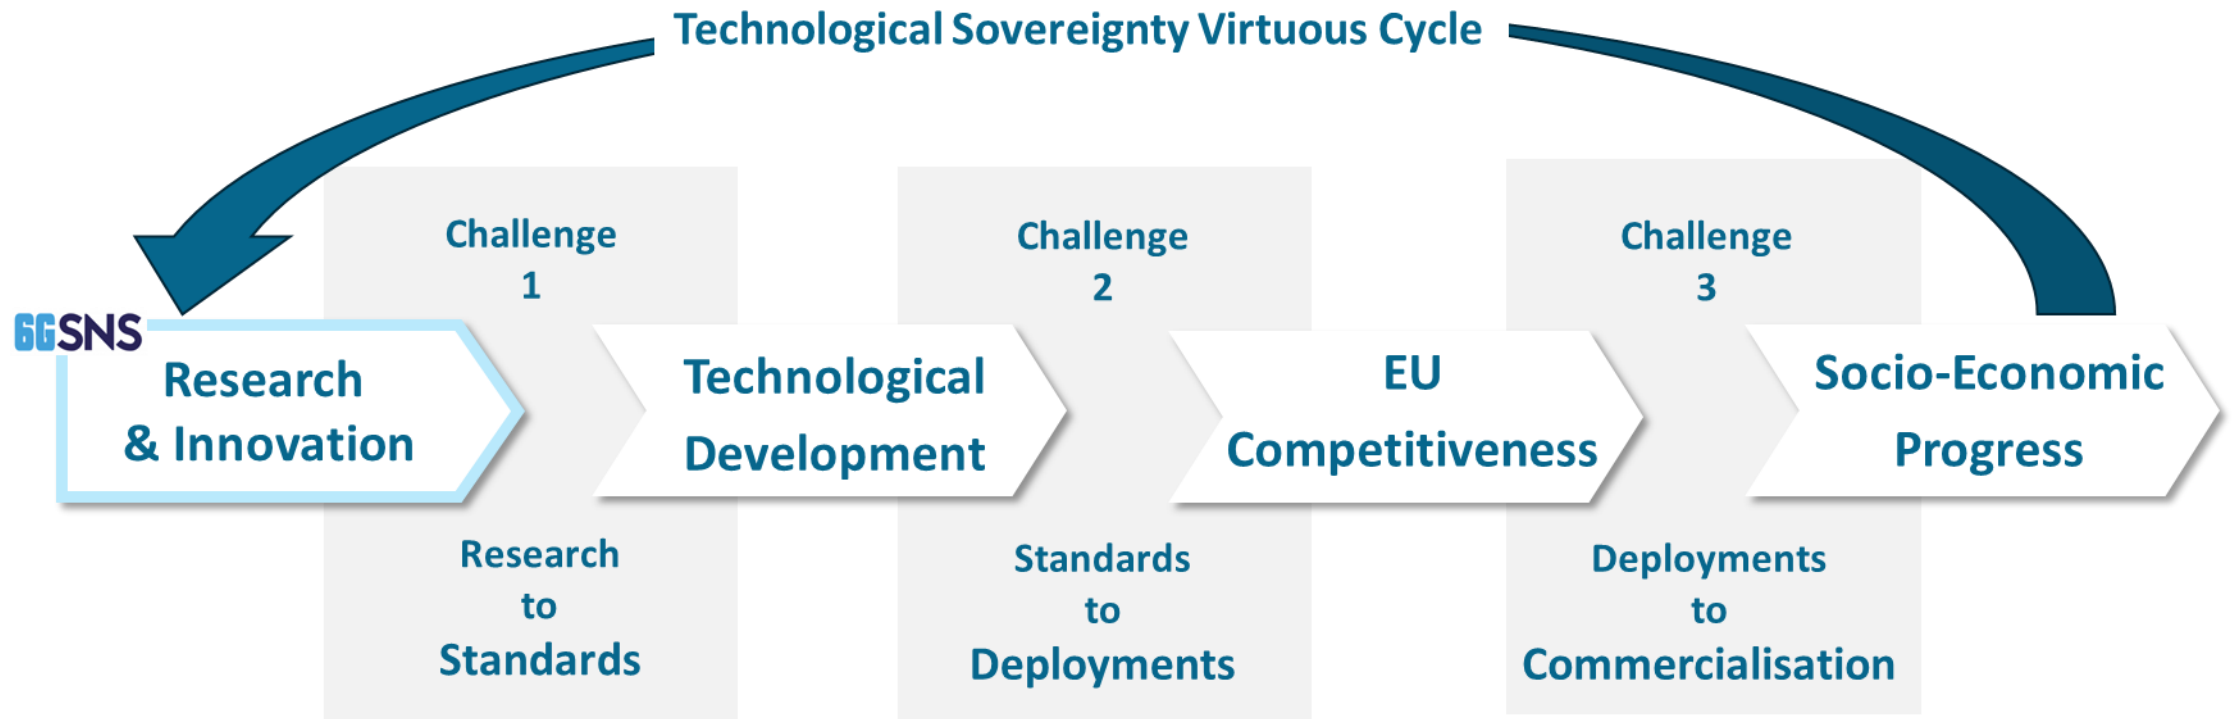 Technological Sovereignty Virtuous Cycle
Challenge
1
Challenge
2
Challenge
3
6GSNS
Research
& Innovation
Technological
Development
EU
Competitiveness
Socio-Economic
Progress
Research
to
Standards
Standards
to
Deployments
Deployments
to
Commercialisation